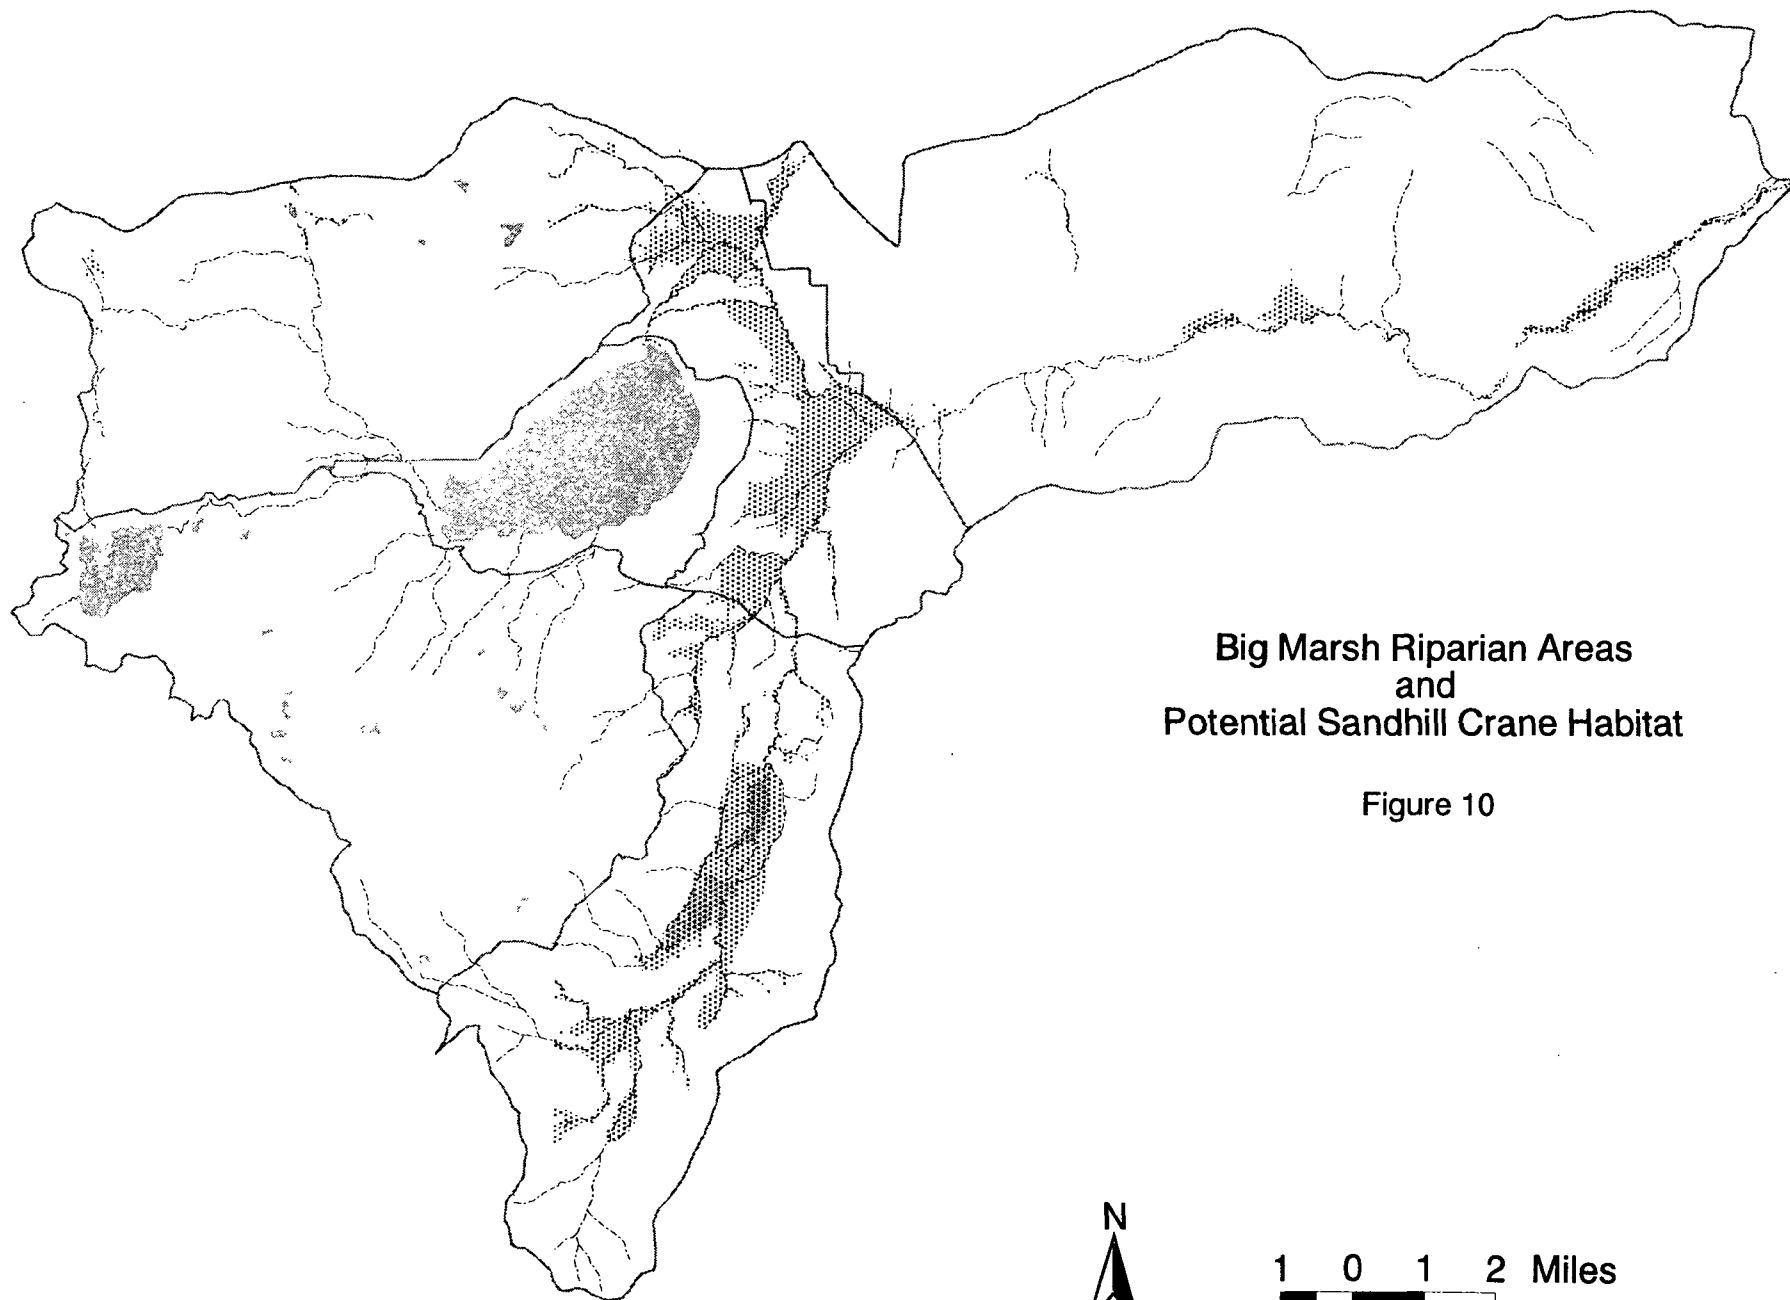 Big Marsh Riparian Areas
and
Potential Sandhill Crane Habitat
Figure 10
N
1 0 1 2 Miles